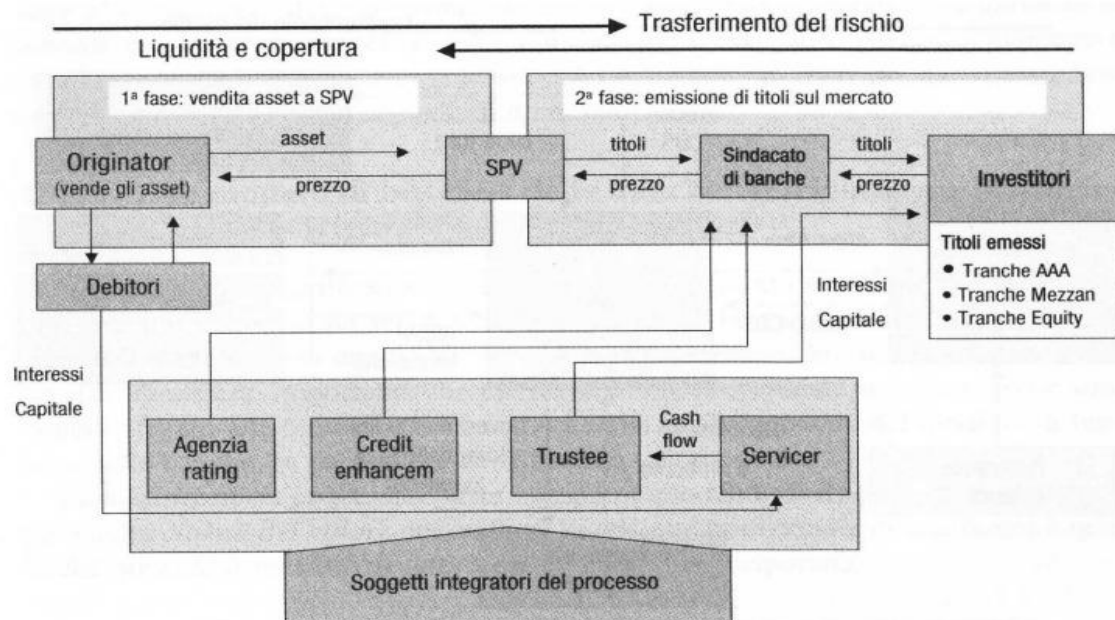 Trasferimento del rischio
Liquidità e copertura
1ª fase: vendita asset a SPV
2ª fase: emissione di titoli sul mercato
Originator
(vende gli asset)
asset
prezzo
SPV
titoli
prezzo
Sindacato
di banche
titoli
prezzo
Investitori
Titoli emessi
• Tranche AAA
• Tranche Mezzan
• Tranche Equity
Debitori
Interessi
Capitale
Interessi
Capitale
Agenzia
rating
Credit
enhancem
Trustee
Cash
flow
Servicer
Soggetti integratori del processo